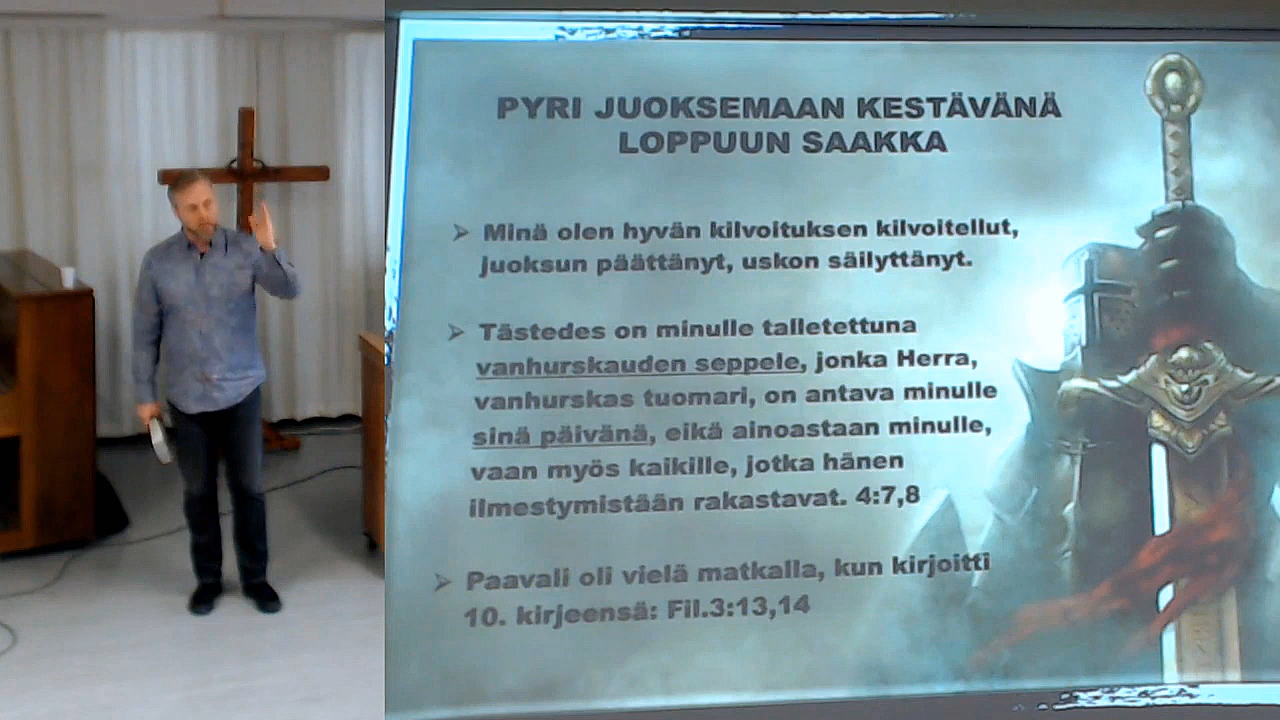 PYRI JUOKSEMAAN KESTÄVÄNÄ
LOPPUUN SAAKKA
➢ Minä olen hyvän kilvoituksen kilvoitellut,
juoksun päättänyt, uskon säilyttänyt.
➢ Tästedes on minulle talletettuna
vanhurskauden seppele, jonka Herra,
vanhurskas tuomari, on antava minulle
sinä päivänä, eikä ainoastaan minulle,
vaan myös kaikille, jotka hänen
ilmestymistään rakastavat. 4:7,8
➢ Paavali oli vielä matkalla, kun kirjoitti
10. kirjeensä: Fil.3:13,14